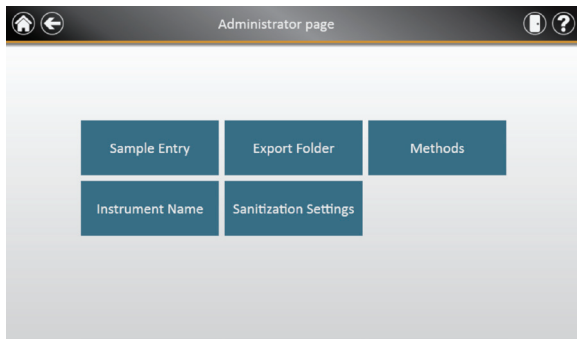 Administrator page
?
Sample Entry
Export Folder
Methods
Instrument Name
Sanitization Settings